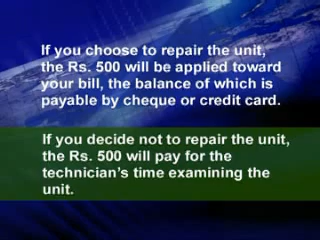 If you choose to repair the unit,
the Rs. 500 will be applied toward
your bill, the balance of which is
payable by cheque or credit card.
If you decide not to repair the unit,
the Rs. 500 will pay for the
technician's time examining the
unit.